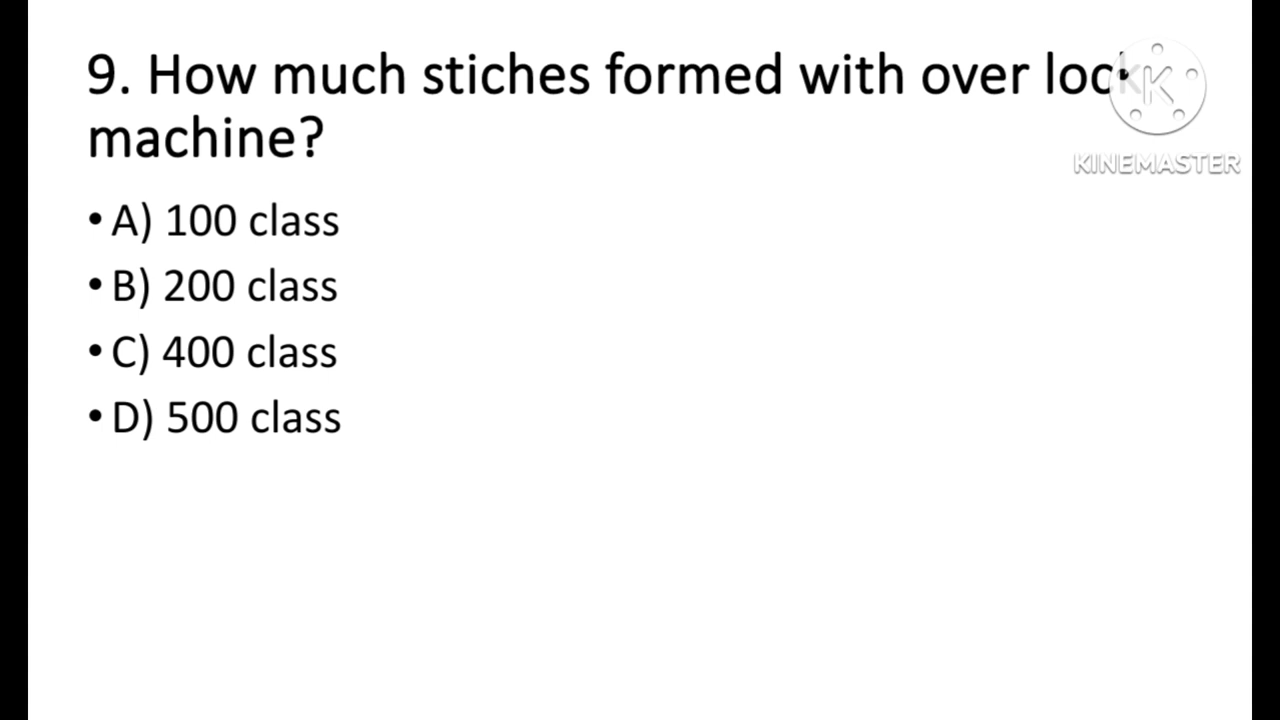 9. How much stiches formed with over lock
machine?
• A) 100 class
• B) 200 class
• C) 400 class
• D) 500 class
K
KINEMASTER